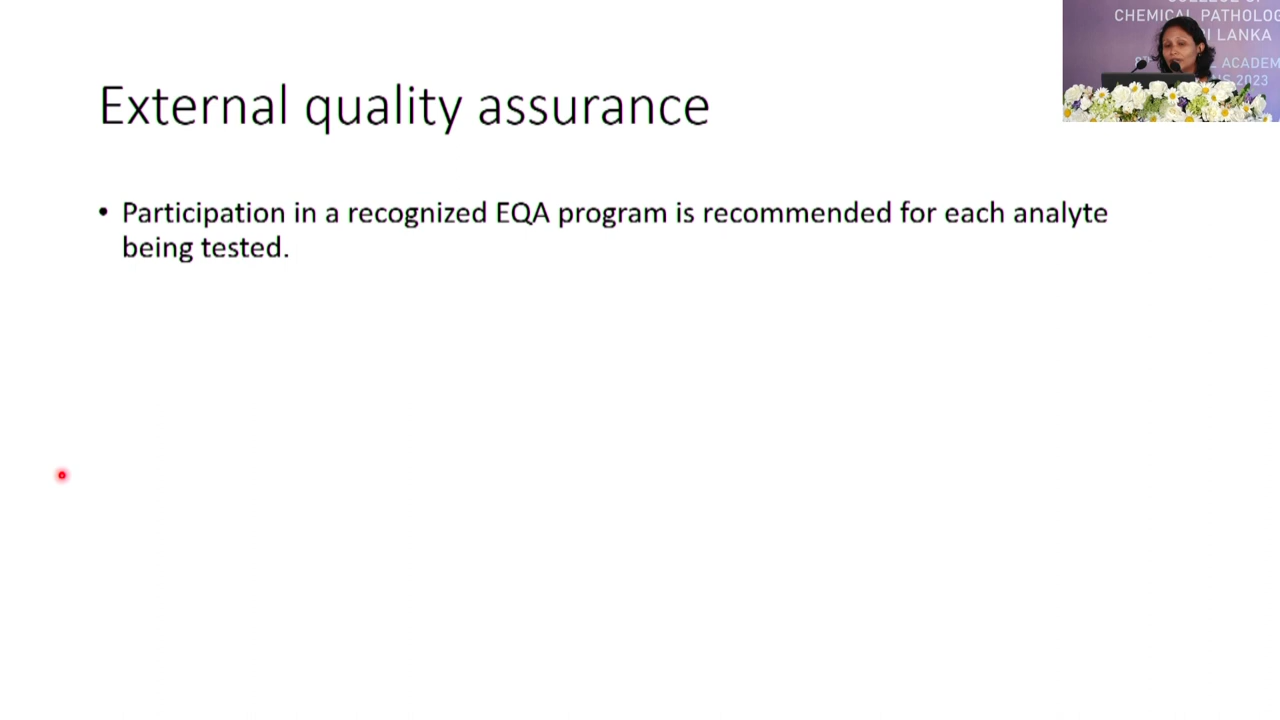 External quality assurance
• Participation in a recognized EQA program is recommended for each analyte
being tested.
CHEMICAL PATHOLOG
LANKA
ACADEM
2023